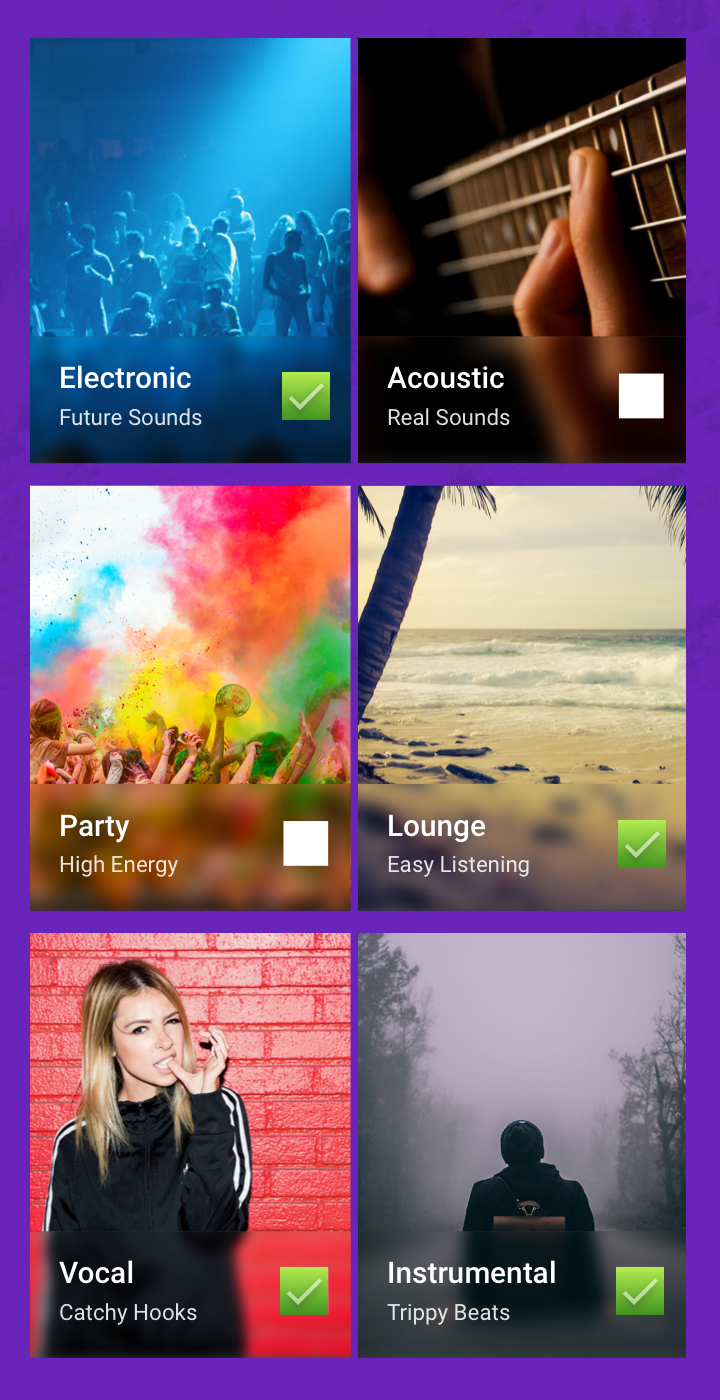 Electronic
Future Sounds
Acoustic
Real Sounds
Party
High Energy
Lounge
Easy Listening
Vocal
Catchy Hooks
Instrumental
Trippy Beats